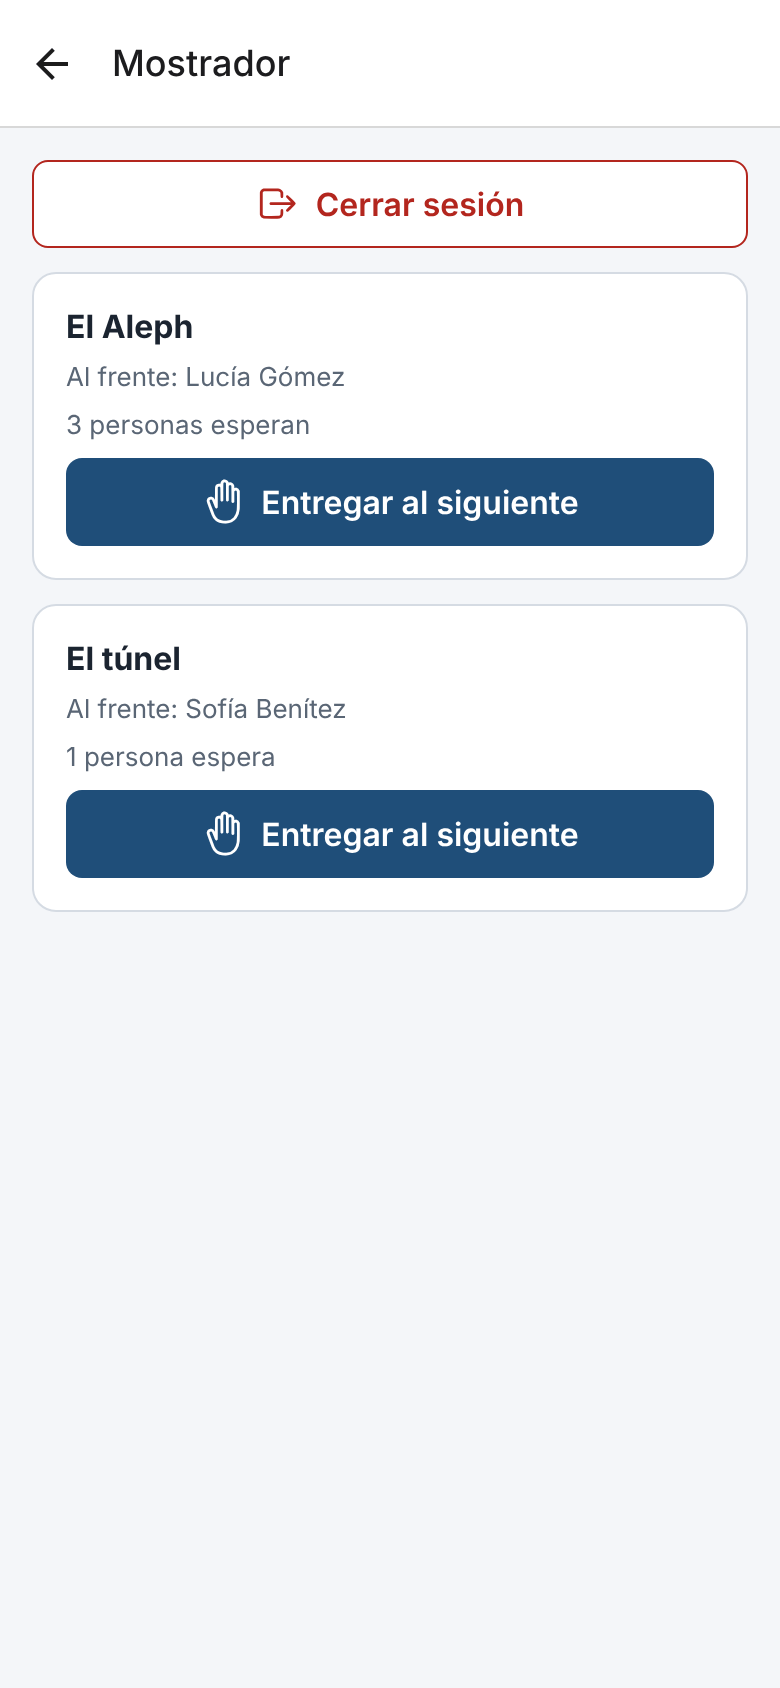 Mostrador
Cerrar sesión
El Aleph
Al frente: Lucía Gómez
3 personas esperan
Entregar al siguiente
El túnel
Al frente: Sofía Benítez
1 persona espera
Entregar al siguiente